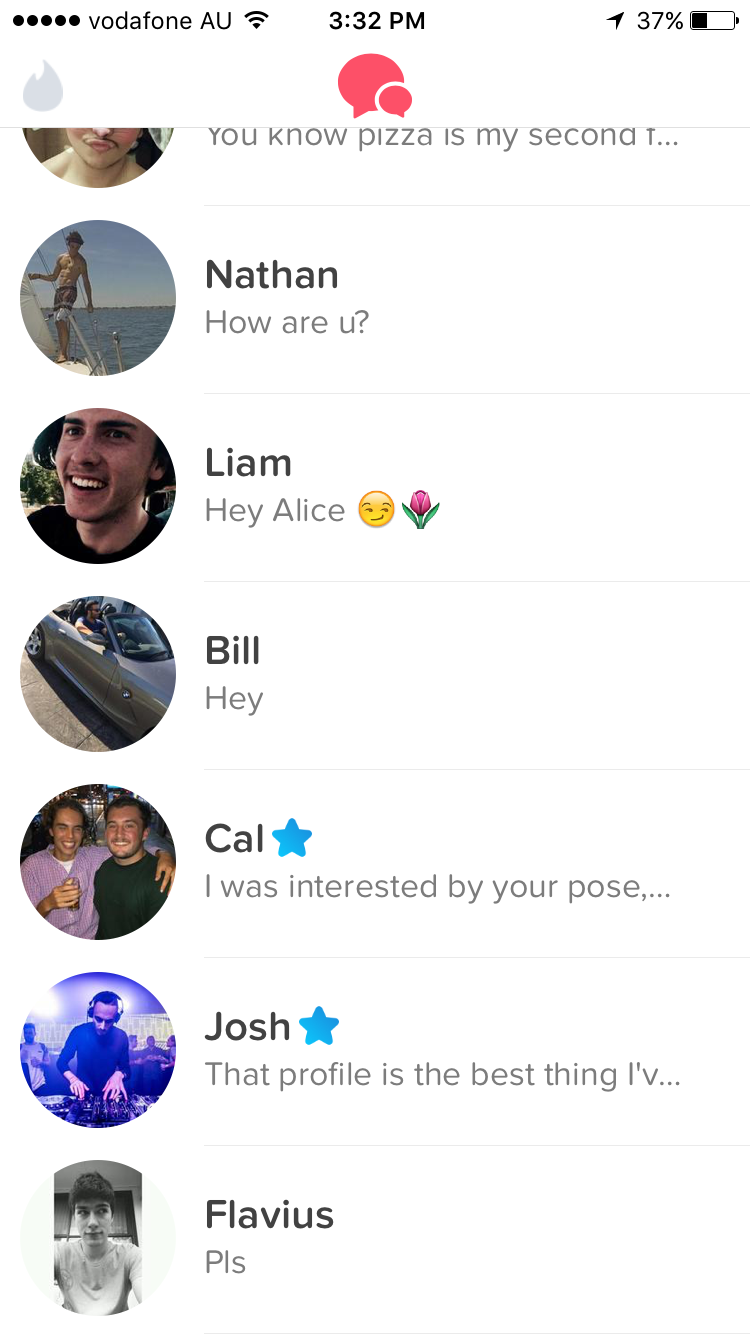 vodafone AU 3:32 PM 37%
You know pizza is my second f...
Nathan
How are u?
Liam
Hey Alice 😏🌷
Bill
Hey
Cal
I was interested by your pose,...
Josh
That profile is the best thing I'v...
Flavius
Pls